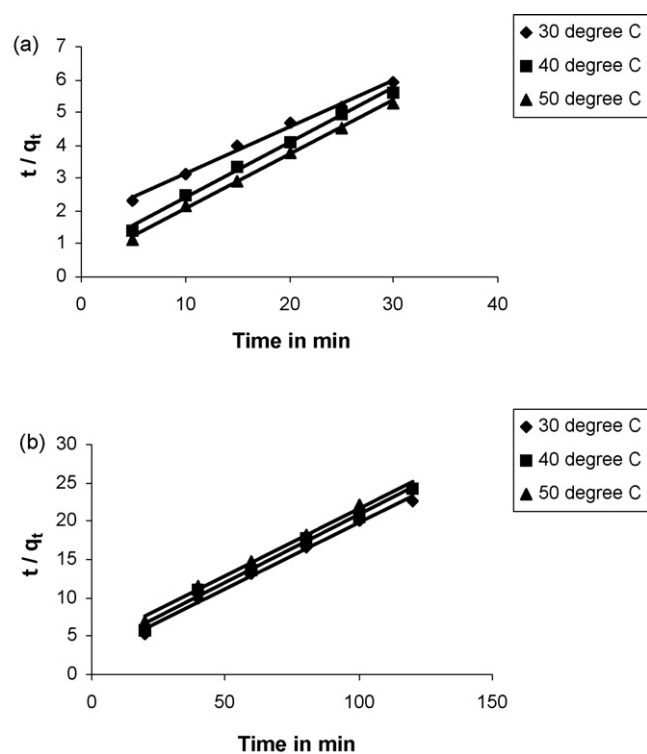 (a)
7
6
5
4
3
2
1
0
t / qt
0 10 20 30 40
Time in min
30 degree C
40 degree C
50 degree C
(b)
30
25
20
15
10
5
0
t / qt
0 50 100 150
Time in min
30 degree C
40 degree C
50 degree C